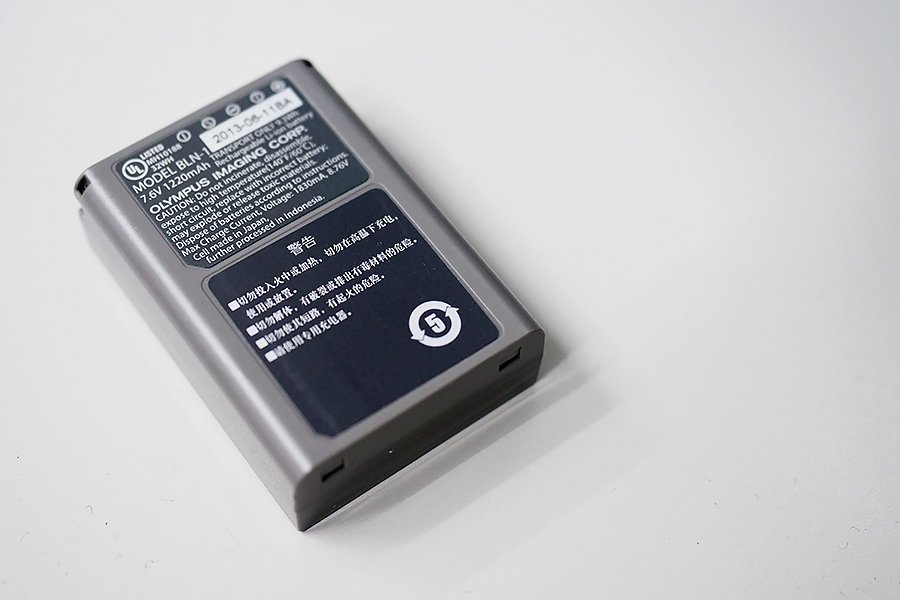 2013-06-11BA
UL LISTED
MH10188
32WH
TRANSPORT ONLY 9.3WH
MODEL BLN-1 Rechargeable Li-ion Battery
7.6V 1220mAh
OLYMPUS IMAGING CORP.
CAUTION: Do not incinerate, disassemble,
expose to high temperature(140°F/60°C),
short circuit, replace with incorrect battery;
may explode or release toxic materials.
Dispose of batteries according to instructions.
Max Charge Current, Voltage: 1830mA, 8.76V
Cell made in Japan,
further processed in Indonesia.
警告
■切勿投入火中或加热，切勿在高温下充电，
使用或放置。
■切勿解体，有破裂或排出有毒材料的危险。
■切勿使其短路，有起火的危险。
■请使用专用充电器。
5